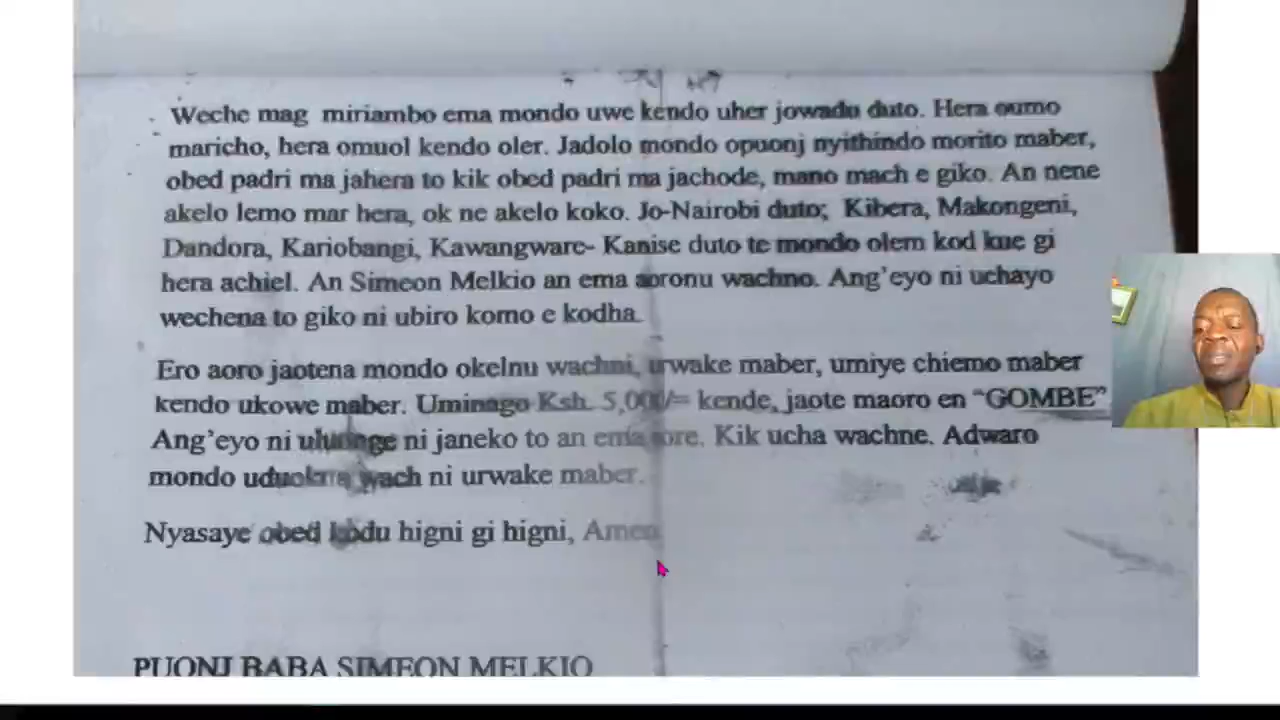 Weche mag miriambo ema mondo uwe kendo uher jowadu duto. Hera oumo
maricho, hera omuol kendo oler. Jadolo mondo opuonj nyithindo morito maber,
obed padri ma jahera to kik obed padri ma jachode, mano mach e giko. An nene
akelo lemo mar hera, ok ne akelo koko. Jo-Nairobi duto; Kibera, Makongeni,
Dandora, Kariobangi, Kawangware- Kanise duto te mondo olem kod kue gi
hera achiel. An Simeon Melkio an ema aoronu wachno. Ang'eyo ni uchayo
wechena to giko ni ubiro komo e kodha.
Ero aoro jaotena mondo okelnu wachni, urwake maber, umiye chiemo maber
kendo ukowe maber. Uminago Ksh. 5,000/= kende, jaote maoro en “GOMBE”
Ang'eyo ni ni janeko to an ema aore. Kik ucha wachne. Adwaro
mondo wach ni urwake maber.
Nyasaye obed kodu higni gi higni, Amen
PUONJ BABA SIMEON MELKIO